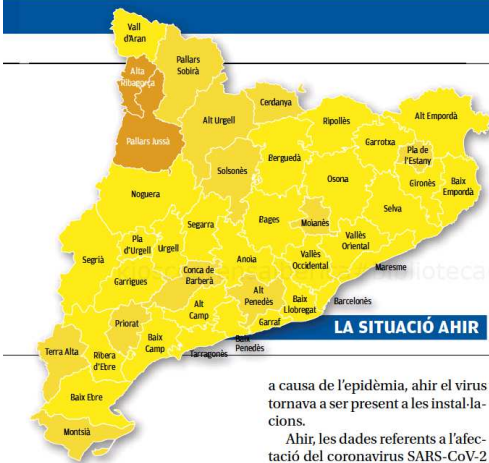 Vall
d'Aran
Alta
Ribagorça
Pallars
Sobirà
Pallars Jussà
Alt Urgell
Cerdanya
Ripollès
Alt Empordà
Garrotxa
Pla de
l'Estany
Berguedà
Solsonès
Osona
Gironès
Baix
Empordà
Selva
Noguera
Segarra
Bages
Moianès
Vallès
Oriental
Pla
d'Urgell
Urgell
Segrià
Anoia
Vallès
Occidental
Maresme
Garrigues
Conca de
Barberà
Alt
Penedès
Baix
Llobregat
Barcelonès
Alt
Camp
Priorat
Garraf
Baix
Penedès
Baix
Camp
Tarragonès
Terra Alta
Ribera
d'Ebre
Baix Ebre
Montsià
LA SITUACIÓ AHIR
a causa de l'epidèmia, ahir el virus
tornava a ser present a les instal·la-
cions.
Ahir, les dades referents a l'afec-
tació del coronavirus SARS-CoV-2